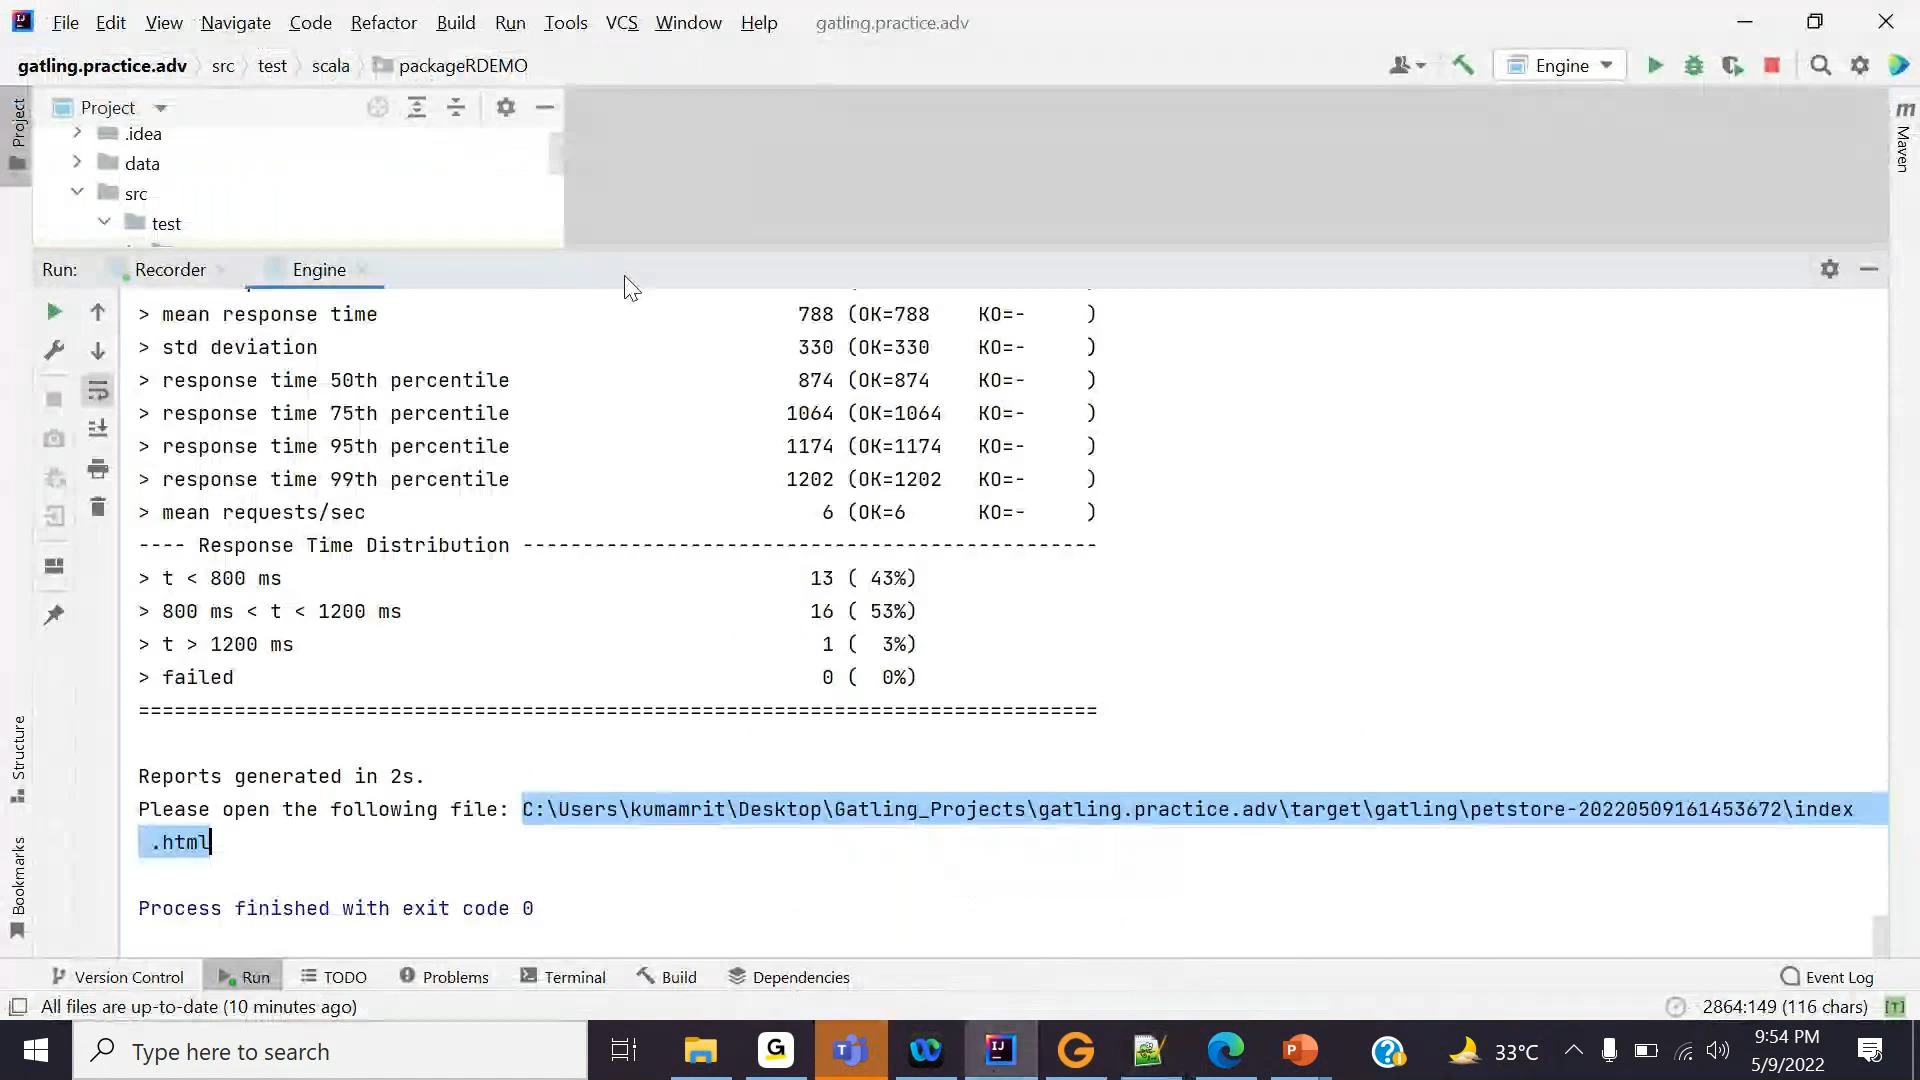 File Edit View Navigate Code Refactor Build Run Tools VCS Window Help gatling.practice.adv
gatling.practice.adv src test scala packageRDEMO Engine
Project
Project
.idea
data
src
test
Maven
Run: Recorder Engine
> mean response time 788 (OK=788 KO=- )
> std deviation 330 (OK=330 KO=- )
> response time 50th percentile 874 (OK=874 KO=- )
> response time 75th percentile 1064 (OK=1064 KO=- )
> response time 95th percentile 1174 (OK=1174 KO=- )
> response time 99th percentile 1202 (OK=1202 KO=- )
> mean requests/sec 6 (OK=6 KO=- )
---- Response Time Distribution ------------------------------------------------
> t < 800 ms 13 ( 43%)
> 800 ms < t < 1200 ms 16 ( 53%)
> t > 1200 ms 1 ( 3%)
> failed 0 ( 0%)
================================================================================
Reports generated in 2s.
Please open the following file: C:\Users\kumamrit\Desktop\Gatling_Projects\gatling.practice.adv\target\gatling\petstore-20220509161453672\index
.html
Process finished with exit code 0
Structure
Bookmarks
Version Control Run TODO Problems Terminal Build Dependencies Event Log
All files are up-to-date (10 minutes ago) 2864:149 (116 chars)
Type here to search 33°C 9:54 PM
5/9/2022